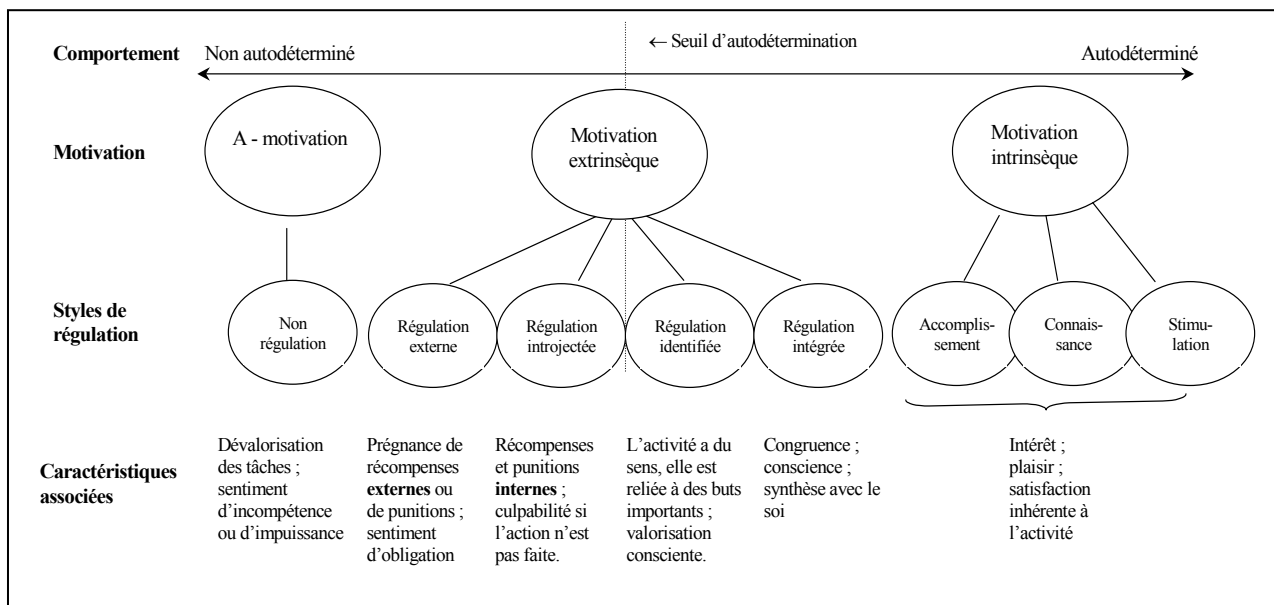 Comportement
Non autodéterminé
← Seuil d'autodétermination
Autodéterminé
Motivation
A - motivation
Motivation
extrinsèque
Motivation
intrinsèque
Styles de
régulation
Non
régulation
Régulation
externe
Régulation
introjectée
Régulation
identifiée
Régulation
intégrée
Accomplis-
sement
Connais-
sance
Stimu-
lation
Caractéristiques
associées
Dévalorisation
des tâches ;
sentiment
d'incompétence
ou d'impuissance
Prégnance de
récompenses
externes ou
de punitions ;
sentiment
d'obligation
Récompenses
et punitions
internes ;
culpabilité si
l'action n'est
pas faite.
L'activité a du
sens, elle est
reliée à des buts
importants ;
valorisation
consciente.
Congruence ;
conscience ;
synthèse avec le
soi
Intérêt ;
plaisir ;
satisfaction
inhérente à
l'activité